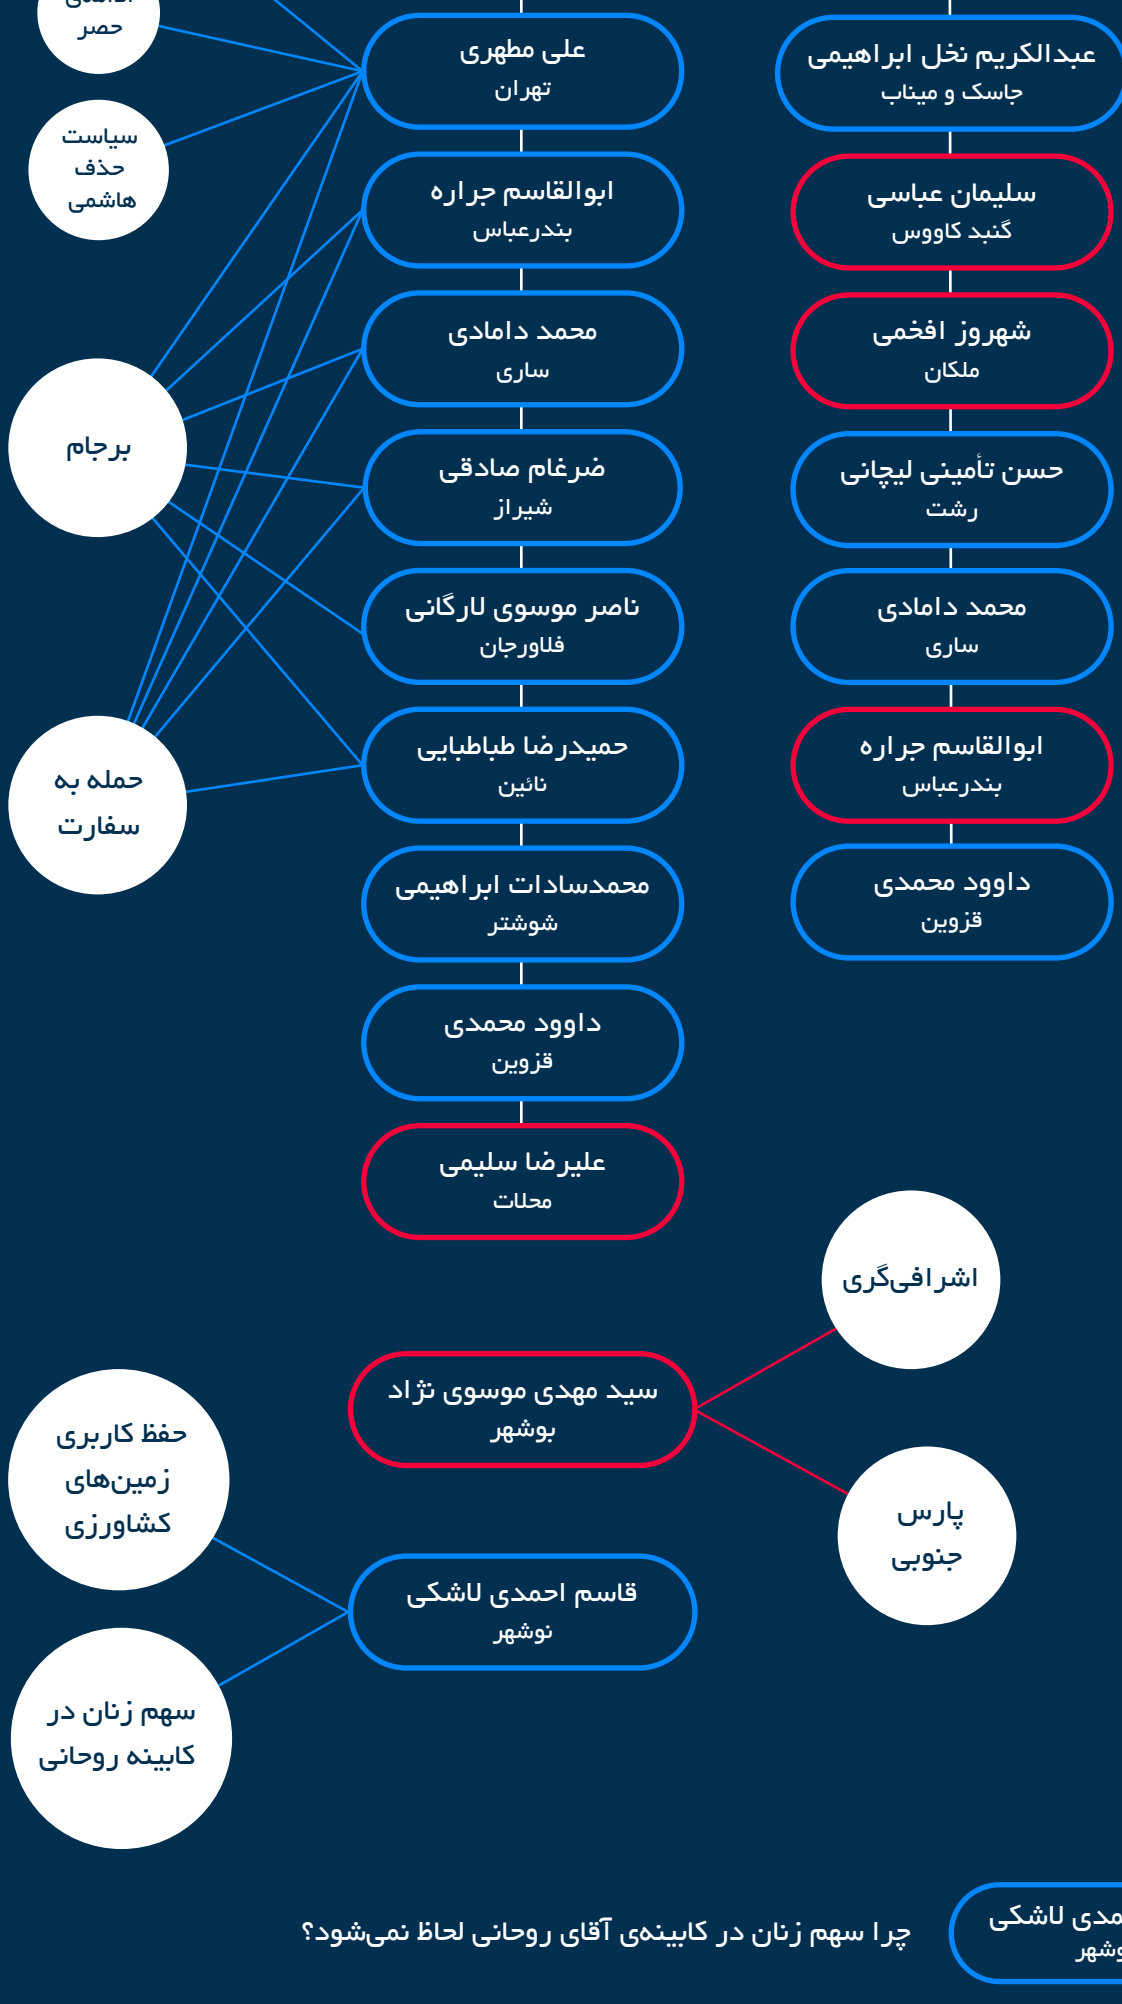 حصر
سیاست
حذف
هاشمی
برجام
حمله به
سفارت
علی مطهری
تهران
ابوالقاسم جراره
بندرعباس
محمد دامادی
ساری
ضرغام صادقی
شیراز
ناصر موسوی لارگانی
فلاورجان
حمیدرضا طباطبایی
نائین
محمدسادات ابراهیمی
شوشتر
داوود محمدی
قزوین
علیرضا سلیمی
محلات
عبدالکریم نخل ابراهیمی
جاسک و میناب
سلیمان عباسی
گنبد کاووس
شهروز افخمی
ملکان
حسن تأمینی لیچانی
رشت
محمد دامادی
ساری
ابوالقاسم جراره
بندرعباس
داوود محمدی
قزوین
اشرافی‌گری
سید مهدی موسوی نژاد
بوشهر
پارس
جنوبی
حفظ کاربری
زمین‌های
کشاورزی
قاسم احمدی لاشکی
نوشهر
سهم زنان در
کابینه روحانی
لاشکی
چرا سهم زنان در کابینه‌ی آقای روحانی لحاظ نمی‌شود؟